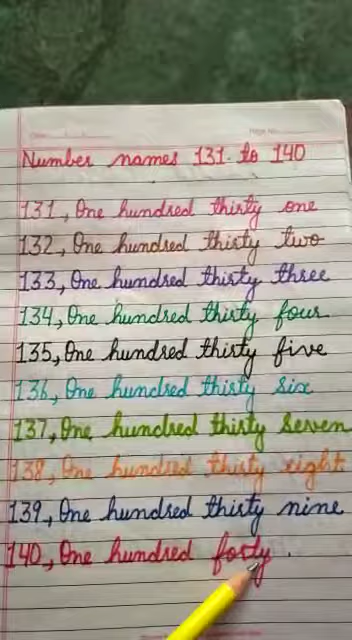 Number names 131 to 140
131, One hundred thirty one
132, One hundred thirty two
133, One hundred thirty three
134, One hundred thirty four
135, One hundred thirty five
136, One hundred thirty six
137, One hundred thirty seven
138, One hundred thirty eight
139, One hundred thirty nine
140, One hundred forty.